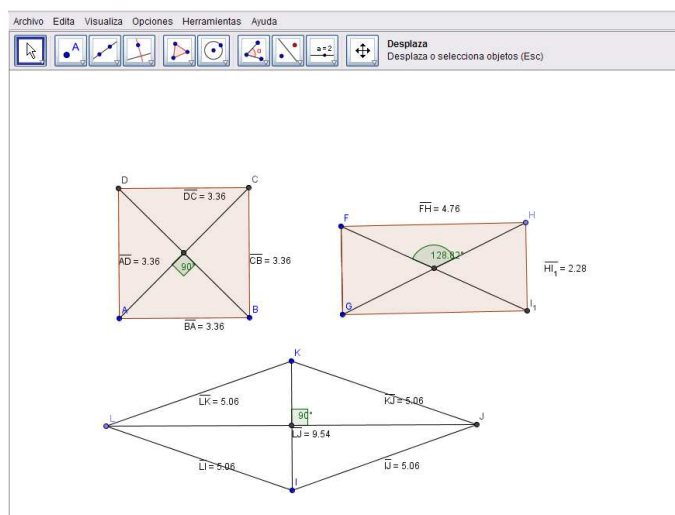 Archivo Edita Visualiza Opciones Herramientas Ayuda
A
α
a=2
Desplaza
Desplaza o selecciona objetos (Esc)
D
C
DC = 3.36
AD = 3.36
90°
CB = 3.36
A
B
BA = 3.36
FH = 4.76
F
H
128.82°
HI1 = 2.28
G
I1
K
LK = 5.06
KJ = 5.06
90°
L
J
LJ = 9.54
LI = 5.06
IJ = 5.06
I